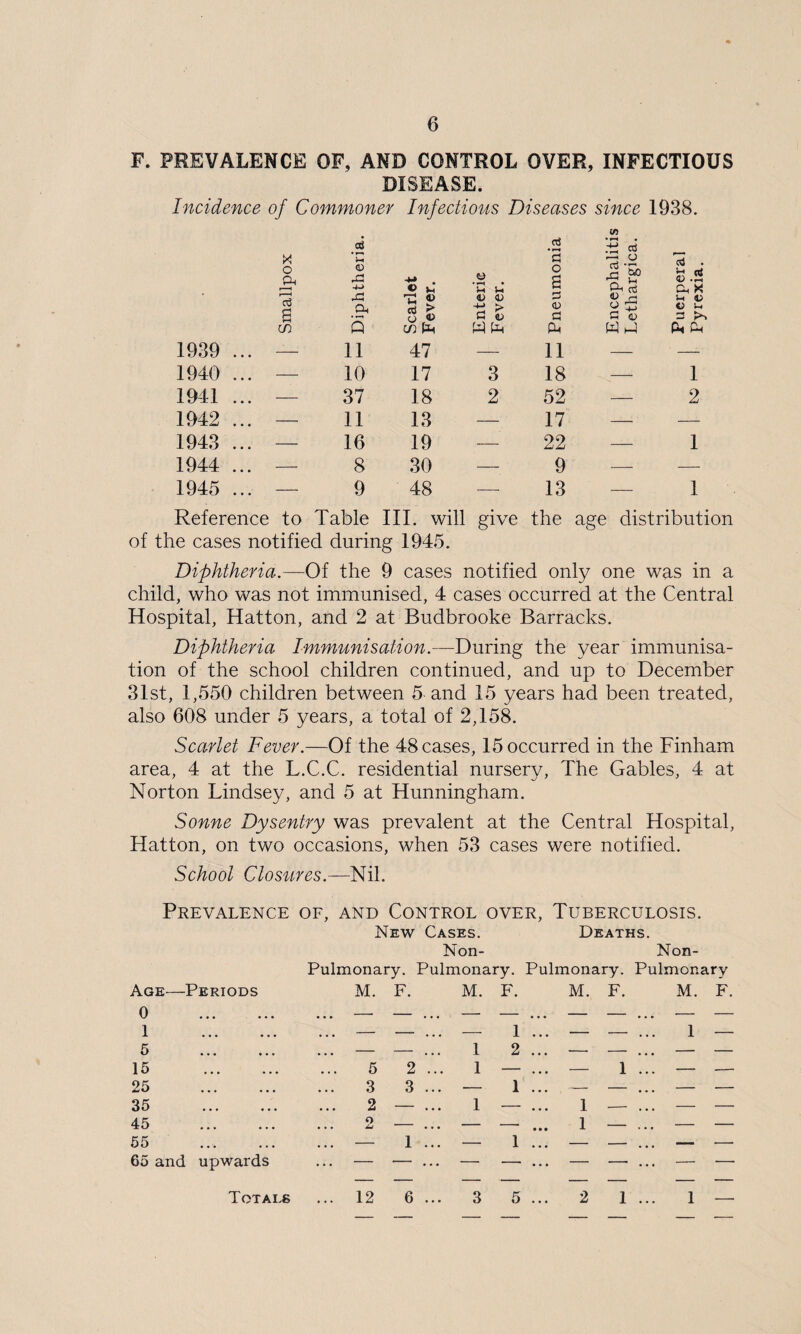 6
F. PREVALENCE OF, AND CONTROL OVER, INFECTIOUS
DISEASE.
Incidence of Commoner Infectious Diseases since 1938.
Smallpox Diphtheria. Scarlet Fever. Enteric Fever. Pneumonia Encephalitis Lethargica. Puerperal Pyrexia.
1939 ... — 11 47 — 11 — —
1940 ... — 10 17 3 18 — 1
1941 ... — 37 18 2 52 — 2
1942 ... — 11 13 — 17 — —
1943 ... — 16 19 — 22 — 1
1944 ... — 8 30 — 9 — —
1945 ... — 9 48 — 13 — 1
Reference to Table III. will give the age distribution
of the cases notified during 1945.
Diphtheria.—Of the 9 cases notified only one was in a
child, who was not immunised, 4 cases occurred at the Central
Hospital, Hatton, and 2 at Budbrooke Barracks.
Diphtheria Immunisation.—During the year immunisa-
tion of the school children continued, and up to December
31st, 1,550 children between 5 and 15 years had been treated,
also 608 under 5 years, a total of 2,158.
Scarlet Fever.—Of the 48 cases, 15 occurred in the Finham
area, 4 at the L.C.C. residential nursery, The Gables, 4 at
Norton Lindsey, and 5 at Hunningham.
Sonne Dysentry was prevalent at the Central Hospital,
Hatton, on two occasions, when 53 cases were notified.
School Closures.—Nil.
PREVALENCE OF, AND CONTROL OVER, TUBERCULOSIS.
NEW CASES. DEATHS.
Non- Non-
Pulmonary. Pulmonary. Pulmonary. Pulmonary
AGE—PERIODS M. F. M. F. M. F. M. F.
0 ... ... ... — — ... — — ... — — ... — —
1 ... ... ... — — ... — 1 ... — — ... 1 —
5 ... ... ... — — ... 1 2 ... — — ... — —
15 ... ... ... 5 2 ... 1 — ... — 1 ... — —
25 ... ... ... 3 3 ... — 1 ... — — ... — —
35 ... ... ... 2 — ... 1 — ... 1 — ... — —
45 ... ... ... 2 — ... — — ... 1 — ... — —
55 ... ... ... — 1 ... — 1 ... — — ... — —
65 and upwards ... — — ... — — ... — — ... — —
TOTALS ... 12 6 ... 3 5 ... 2 1 ... 1 —